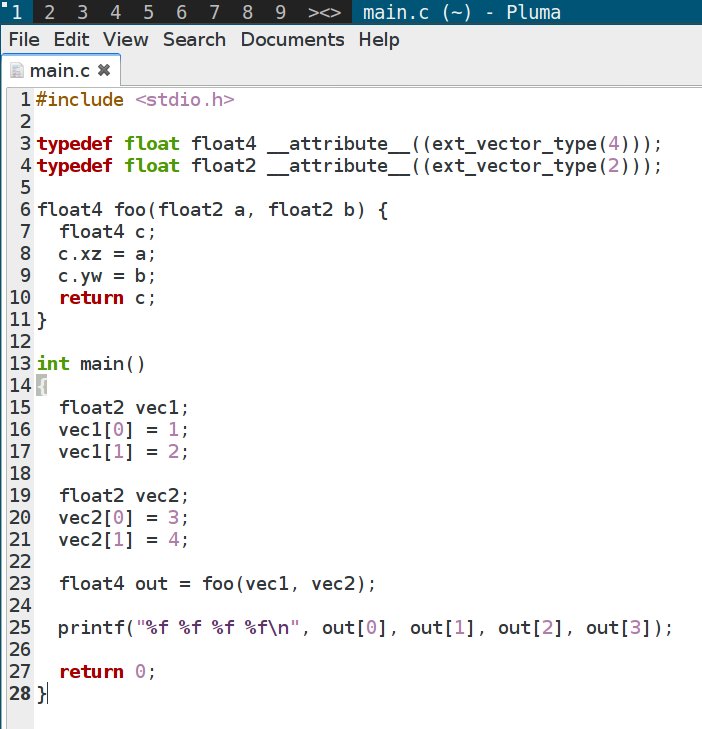 1 2 3 4 5 6 7 8 9 ><> main.c (~) - Pluma
File Edit View Search Documents Help
main.c
1 #include <stdio.h>
2
3 typedef float float4 __attribute__((ext_vector_type(4)));
4 typedef float float2 __attribute__((ext_vector_type(2)));
5
6 float4 foo(float2 a, float2 b) {
7   float4 c;
8   c.xz = a;
9   c.yw = b;
10   return c;
11 }
12
13 int main()
14 {
15   float2 vec1;
16   vec1[0] = 1;
17   vec1[1] = 2;
18
19   float2 vec2;
20   vec2[0] = 3;
21   vec2[1] = 4;
22
23   float4 out = foo(vec1, vec2);
24
25   printf("%f %f %f %f\n", out[0], out[1], out[2], out[3]);
26
27   return 0;
28 }